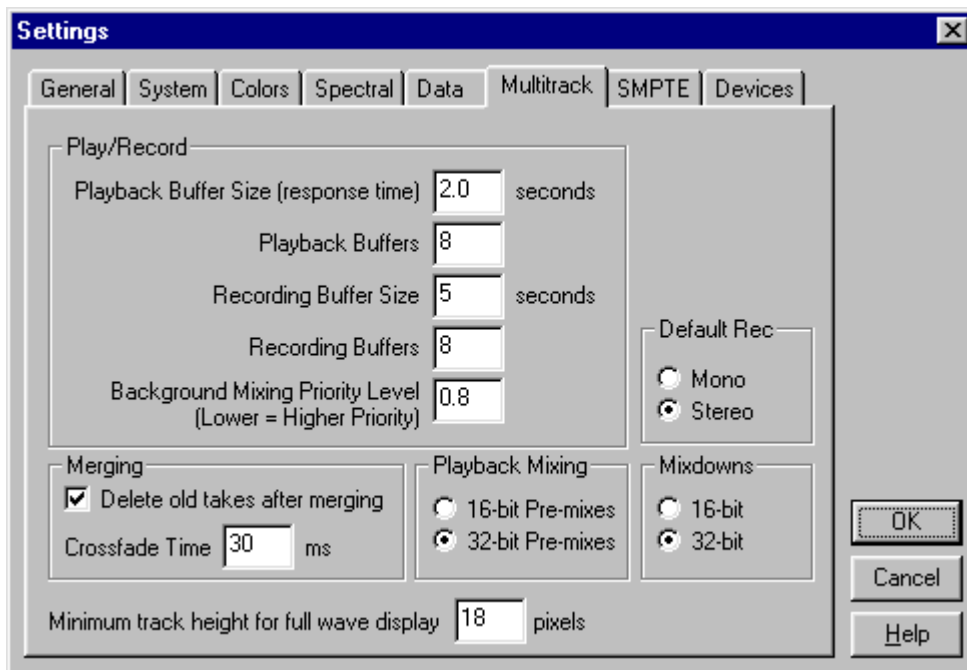 Settings
General System Colors Spectral Data Multitrack SMPTE Devices
Play/Record
Playback Buffer Size (response time) 2.0 seconds
Playback Buffers 8
Recording Buffer Size 5 seconds
Recording Buffers 8
Background Mixing Priority Level
(Lower = Higher Priority) 0.8
Default Rec
Mono
Stereo
Merging
Delete old takes after merging
Crossfade Time 30 ms
Playback Mixing
16-bit Pre-mixes
32-bit Pre-mixes
Mixdowns
16-bit
32-bit
Minimum track height for full wave display 18 pixels
OK
Cancel
Help